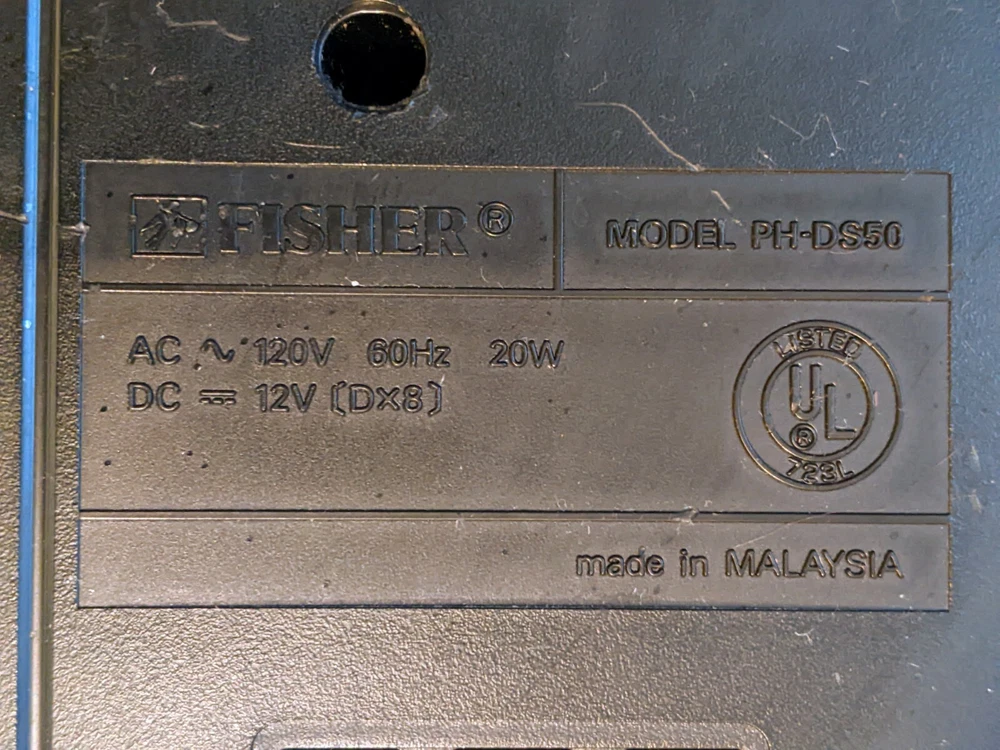 FISHER®
MODEL PH-DS50
AC ∿ 120V 60Hz 20W
DC ⎓ 12V (D×8)
LISTED
UL
®
723L
made in MALAYSIA